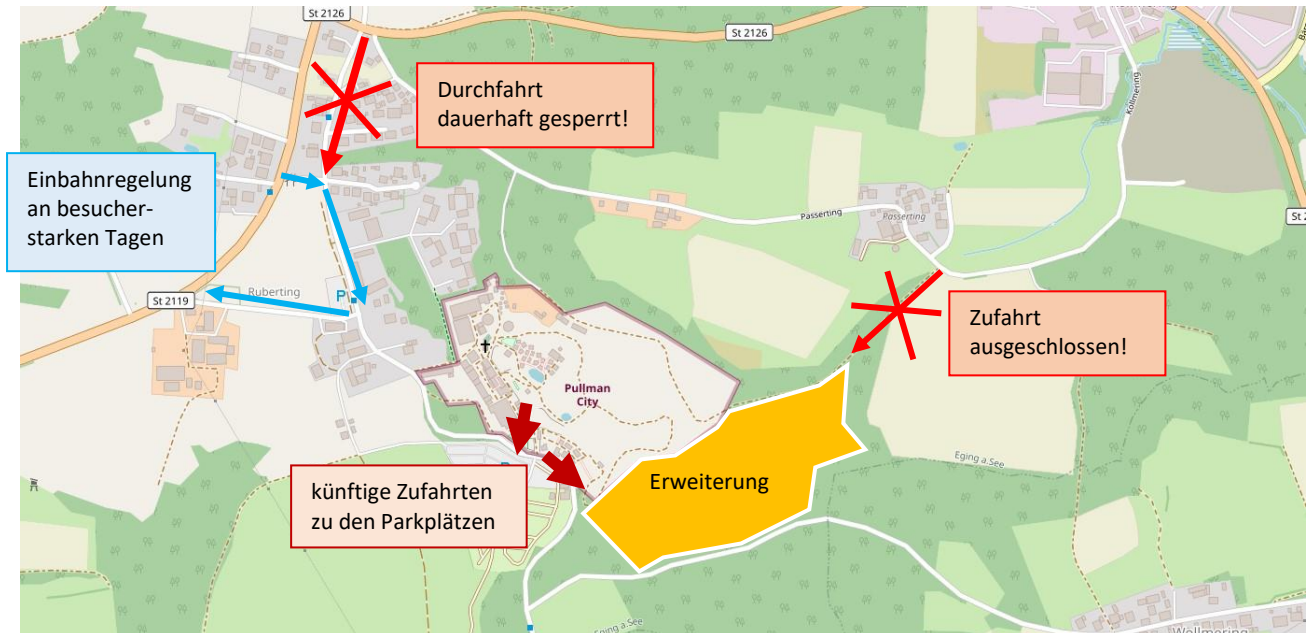 St 2126
St 2126
Durchfahrt
dauerhaft gesperrt!
Köllmering
Einbahnregelung
an besucher-
starken Tagen
Passerting
Passerting
Ruberting
St 2119
P
Zufahrt
ausgeschlossen!
Pullman
City
Eging a.See
Erweiterung
künftige Zufahrten
zu den Parkplätzen
Eging a.See
Wollmering